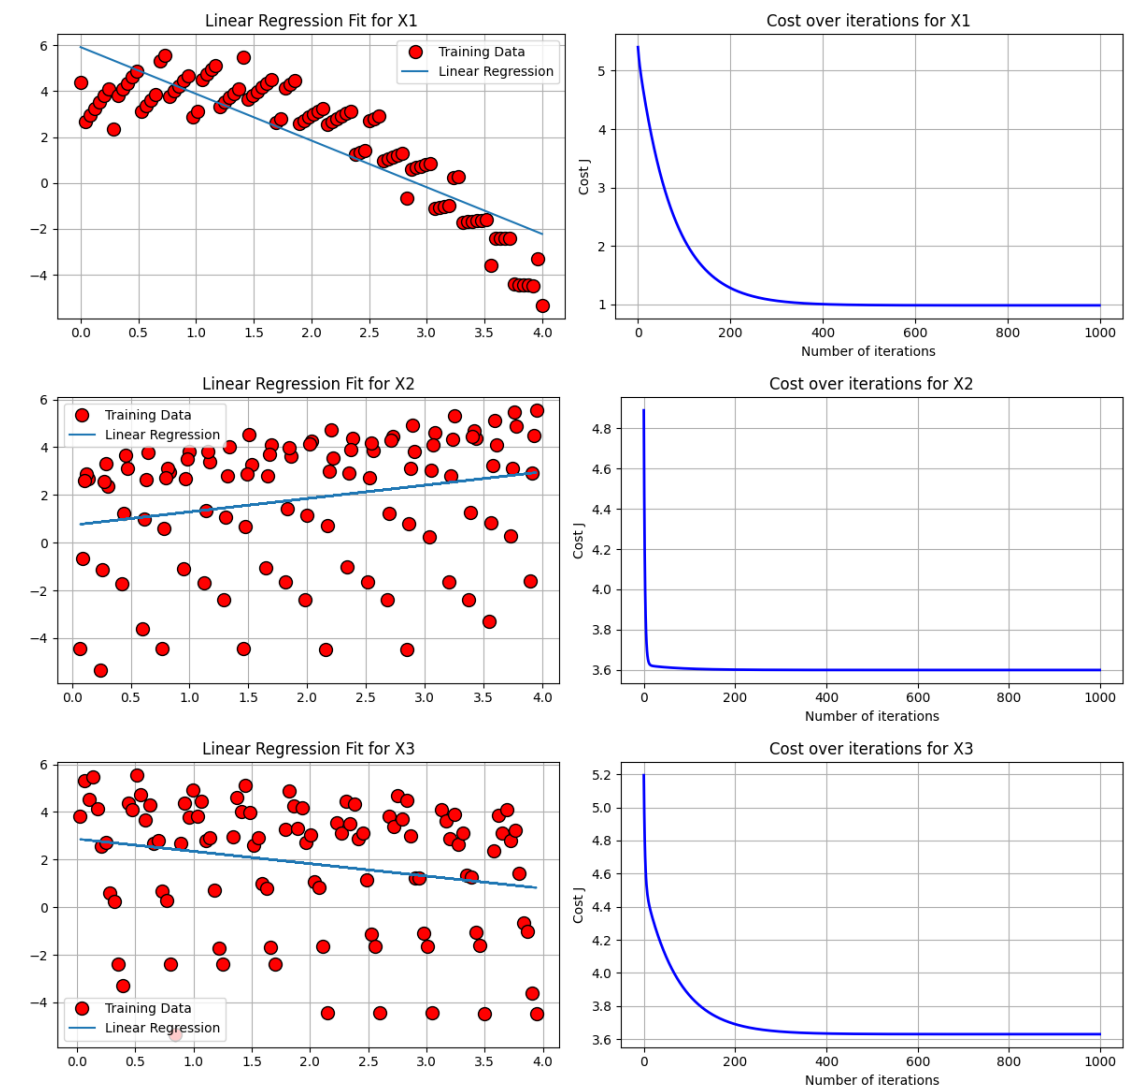 Linear Regression Fit for X1
Training Data
Linear Regression
6
4
2
0
−2
−4
0.0 0.5 1.0 1.5 2.0 2.5 3.0 3.5 4.0
Cost over iterations for X1
Cost J
5
4
3
2
1
0 200 400 600 800 1000
Number of iterations
Linear Regression Fit for X2
Training Data
Linear Regression
6
4
2
0
−2
−4
0.0 0.5 1.0 1.5 2.0 2.5 3.0 3.5 4.0
Cost over iterations for X2
Cost J
4.8
4.6
4.4
4.2
4.0
3.8
3.6
0 200 400 600 800 1000
Number of iterations
Linear Regression Fit for X3
6
4
2
0
−2
−4
Training Data
Linear Regression
0.0 0.5 1.0 1.5 2.0 2.5 3.0 3.5 4.0
Cost over iterations for X3
Cost J
5.2
5.0
4.8
4.6
4.4
4.2
4.0
3.8
3.6
0 200 400 600 800 1000
Number of iterations